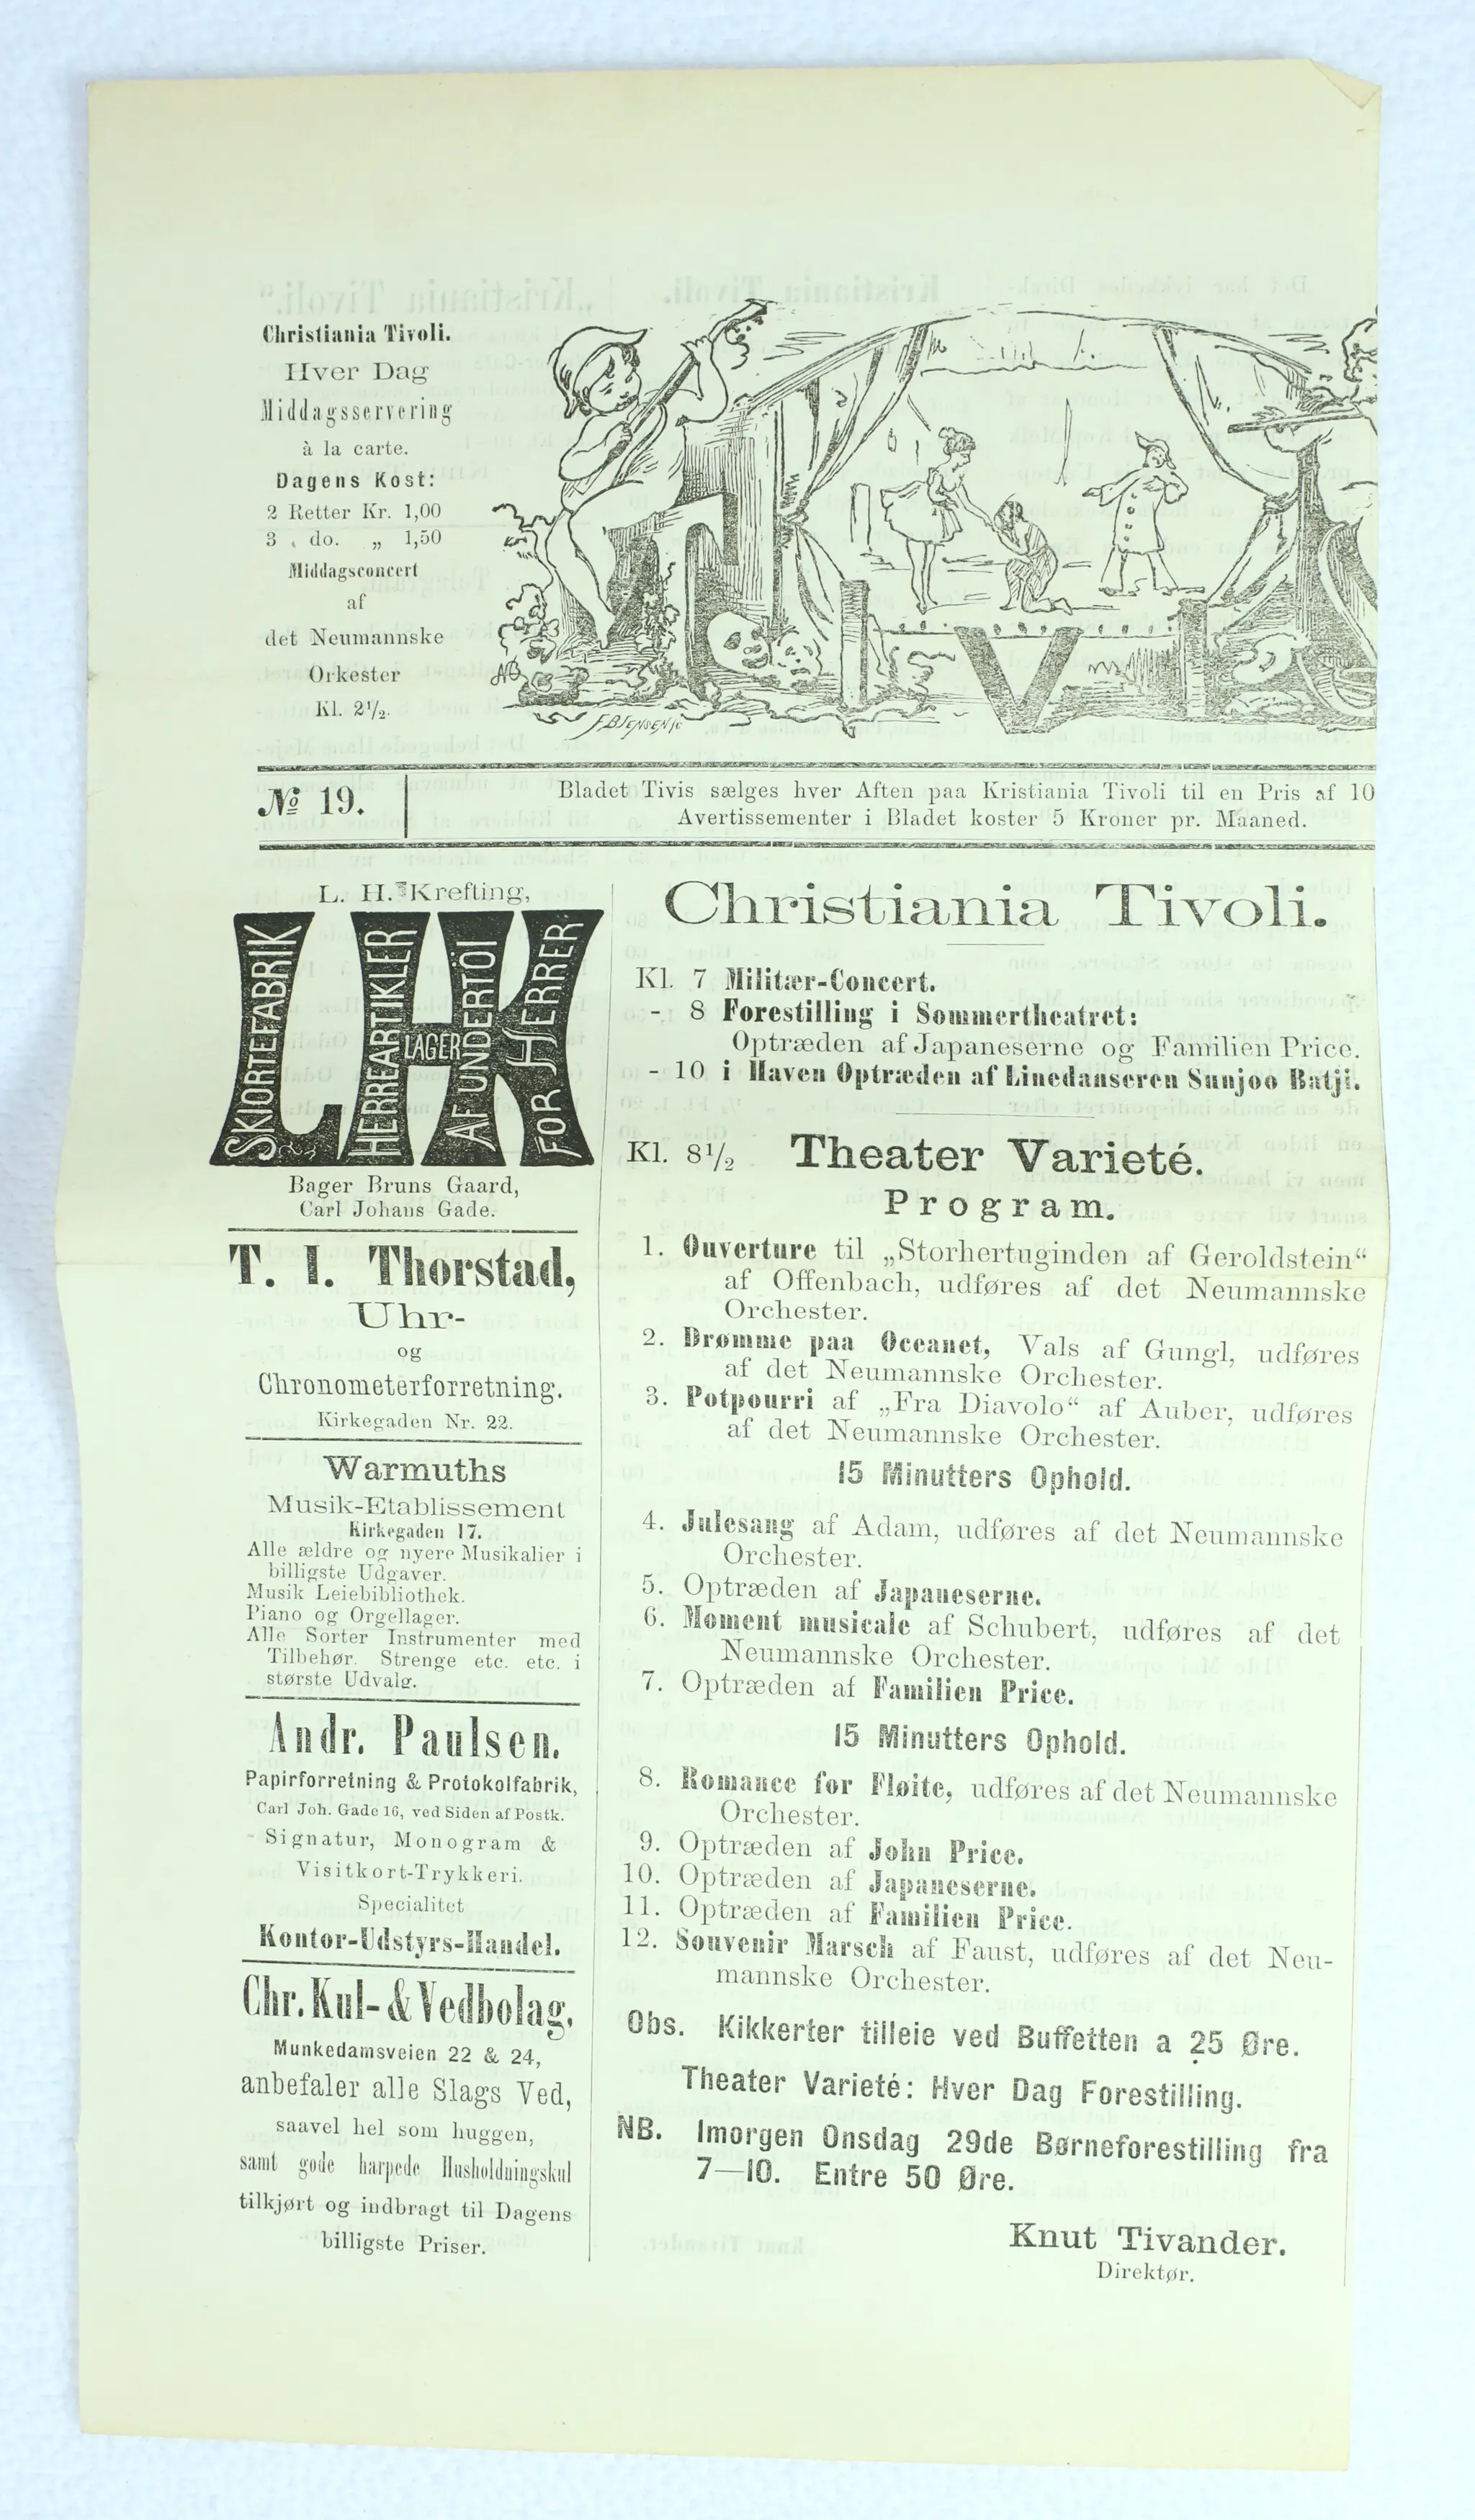 Christiania Tivoli.
Hver Dag
Middagsservering
à la carte.
Dagens Kost:
2 Retter Kr. 1,00
3 do. „ 1,50
Middagsconcert
af
det Neumannske
Orkester
Kl. 2½.
F B JENSEN
№ 19.
Bladet Tivis sælges hver Aften paa Kristiania Tivoli til en Pris af 10
Avertissementer i Bladet koster 5 Kroner pr. Maaned.
L. H. Krefting,
LHK
SKJORTEFABRIK
HERREARTIKLER
LAGER
AF UNDERTÖI
FOR HERRER
Bager Bruns Gaard,
Carl Johans Gade.
T. I. Thorstad,
Uhr-
og
Chronometerforretning.
Kirkegaden Nr. 22.
Warmuths
Musik-Etablissement
Kirkegaden 17.
Alle ældre og nyere Musikalier i
billigste Udgaver.
Musik Leiebibliothek.
Piano og Orgellager.
Alle Sorter Instrumenter med
Tilbehør. Strenge etc. etc. i
største Udvalg.
Andr. Paulsen.
Papirforretning & Protokolfabrik,
Carl Joh. Gade 16, ved Siden af Postk.
Signatur, Monogram &
Visitkort-Trykkeri.
Specialitet
Kontor-Udstyrs-Handel.
Chr. Kul- & Vedbolag,
Munkedamsveien 22 & 24,
anbefaler alle Slags Ved,
saavel hel som huggen,
samt gode harpede Husholdningskul
tilkjørt og indbragt til Dagens
billigste Priser.
Christiania Tivoli.
Kl. 7 Militær-Concert.
- 8 Forestilling i Sommertheatret:
Optræden af Japaneserne og Familien Price.
- 10 i Haven Optræden af Linedanseren Sunjoo Batji.
Kl. 8½ Theater Varieté.
Program.
1. Ouverture til „Storhertuginden af Geroldstein“
af Offenbach, udføres af det Neumannske
Orchester.
2. Drømme paa Oceanet, Vals af Gungl, udføres
af det Neumannske Orchester.
3. Potpourri af „Fra Diavolo“ af Auber, udføres
af det Neumannske Orchester.
15 Minutters Ophold.
4. Julesang af Adam, udføres af det Neumannske
Orchester.
5. Optræden af Japaneserne.
6. Moment musicale af Schubert, udføres af det
Neumannske Orchester.
7. Optræden af Familien Price.
15 Minutters Ophold.
8. Romance for Fløite, udføres af det Neumannske
Orchester.
9. Optræden af John Price.
10. Optræden af Japaneserne.
11. Optræden af Familien Price.
12. Souvenir Marsch af Faust, udføres af det Neu-
mannske Orchester.
Obs. Kikkerter tilleie ved Buffetten a 25 Øre.
Theater Varieté: Hver Dag Forestilling.
NB. Imorgen Onsdag 29de Børneforestilling fra
7—10. Entre 50 Øre.
Knut Tivander.
Direktør.